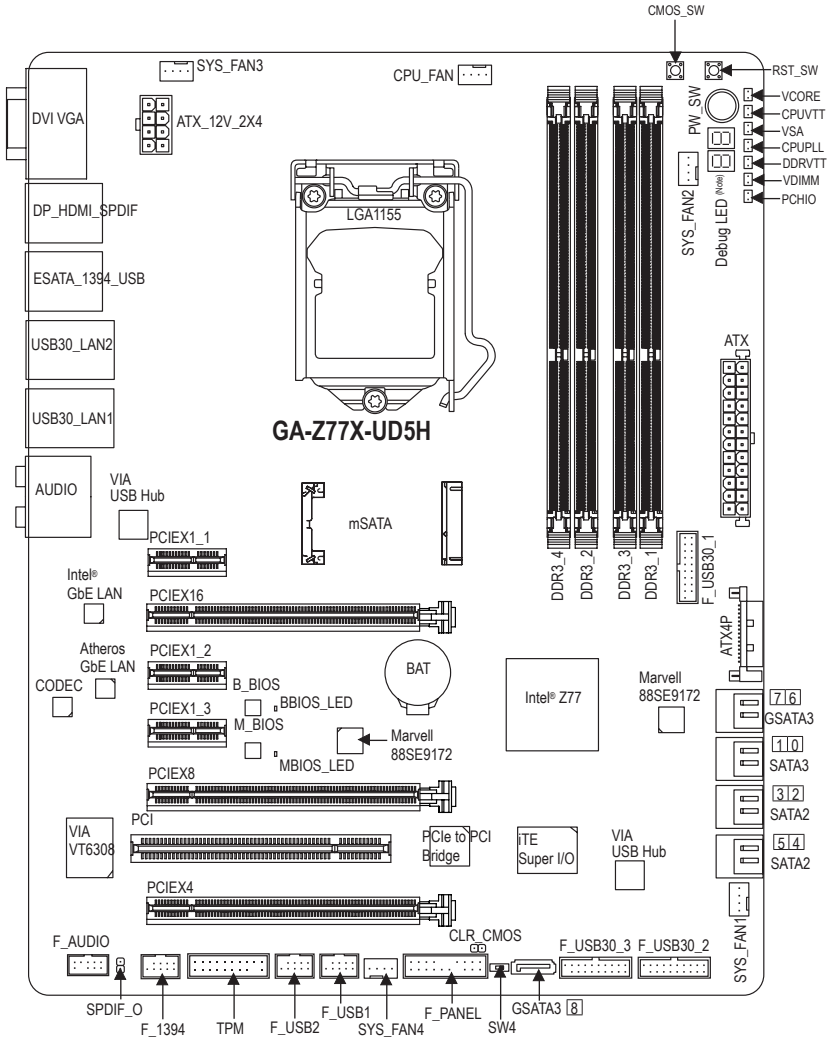 CMOS_SW
SYS_FAN3
CPU_FAN
RST_SW
DVI VGA
ATX_12V_2X4
PW_SW
VCORE
CPUVTT
VSA
CPUPLL
DDRVTT
VDIMM
PCHIO
SYS_FAN2
Debug LED (Note)
DP_HDMI_SPDIF
LGA1155
ESATA_1394_USB
USB30_LAN2
ATX
USB30_LAN1
GA-Z77X-UD5H
AUDIO
VIA
USB Hub
mSATA
PCIEX1_1
DDR3_4
DDR3_2
DDR3_3
DDR3_1
F_USB30_1
Intel® 
GbE LAN
PCIEX16
ATX4P
Atheros
GbE LAN
PCIEX1_2
BAT
CODEC
B_BIOS
BBIOS_LED
Intel® Z77
Marvell
88SE9172
7 6
GSATA3
PCIEX1_3
M_BIOS
MBIOS_LED
Marvell
88SE9172
1 0
SATA3
PCIEX8
3 2
SATA2
VIA
VT6308
PCI
PCIe to PCI
Bridge
iTE
Super I/O
VIA
USB Hub
5 4
SATA2
PCIEX4
SYS_FAN1
CLR_CMOS
F_AUDIO
F_USB30_3
F_USB30_2
SPDIF_O
F_1394
TPM
F_USB2
F_USB1
SYS_FAN4
F_PANEL
SW4
GSATA3 8